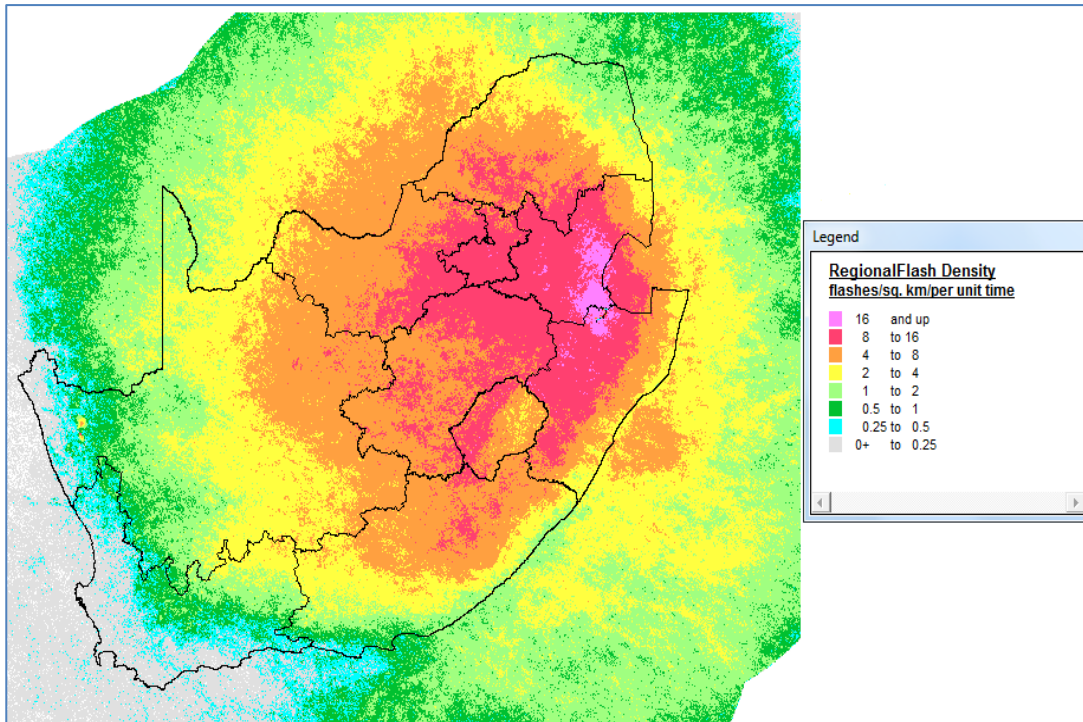 Legend
RegionalFlash Density
flashes/sq. km/per unit time
16 and up
8 to 16
4 to 8
2 to 4
1 to 2
0.5 to 1
0.25 to 0.5
0+ to 0.25